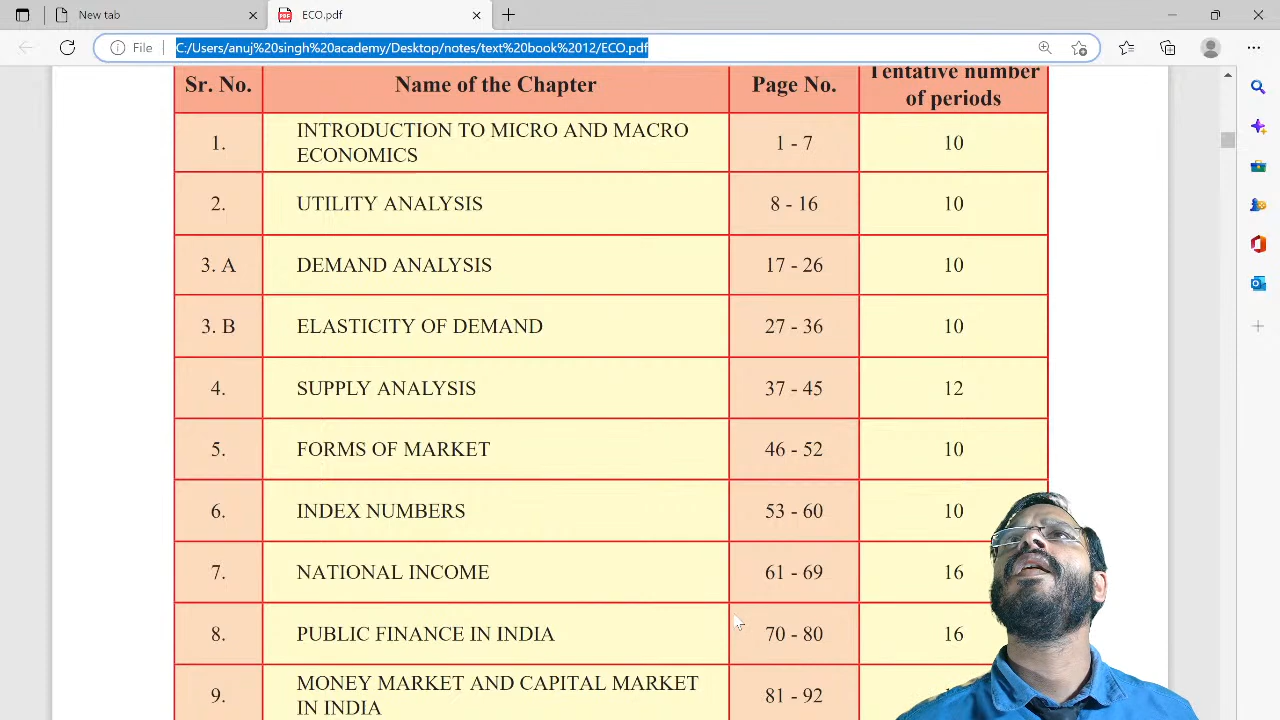 New tab
ECO.pdf
File
C:/Users/anuj%20singh%20academy/Desktop/notes/text%20book%2012/ECO.pdf
Sr. No. Name of the Chapter Page No. Tentative number of periods
1. INTRODUCTION TO MICRO AND MACRO 1 - 7 10
ECONOMICS
2. UTILITY ANALYSIS 8 - 16 10
3. A DEMAND ANALYSIS 17 - 26 10
3. B ELASTICITY OF DEMAND 27 - 36 10
4. SUPPLY ANALYSIS 37 - 45 12
5. FORMS OF MARKET 46 - 52 10
6. INDEX NUMBERS 53 - 60 10
7. NATIONAL INCOME 61 - 69 16
8. PUBLIC FINANCE IN INDIA 70 - 80 16
9. MONEY MARKET AND CAPITAL MARKET 81 - 92
IN INDIA